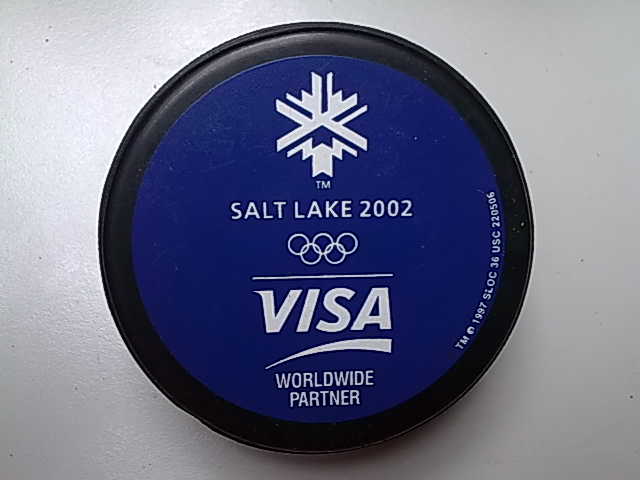 TM
SALT LAKE 2002
VISA
WORLDWIDE
PARTNER
TM © 1997 SLOC 36 USC 220506